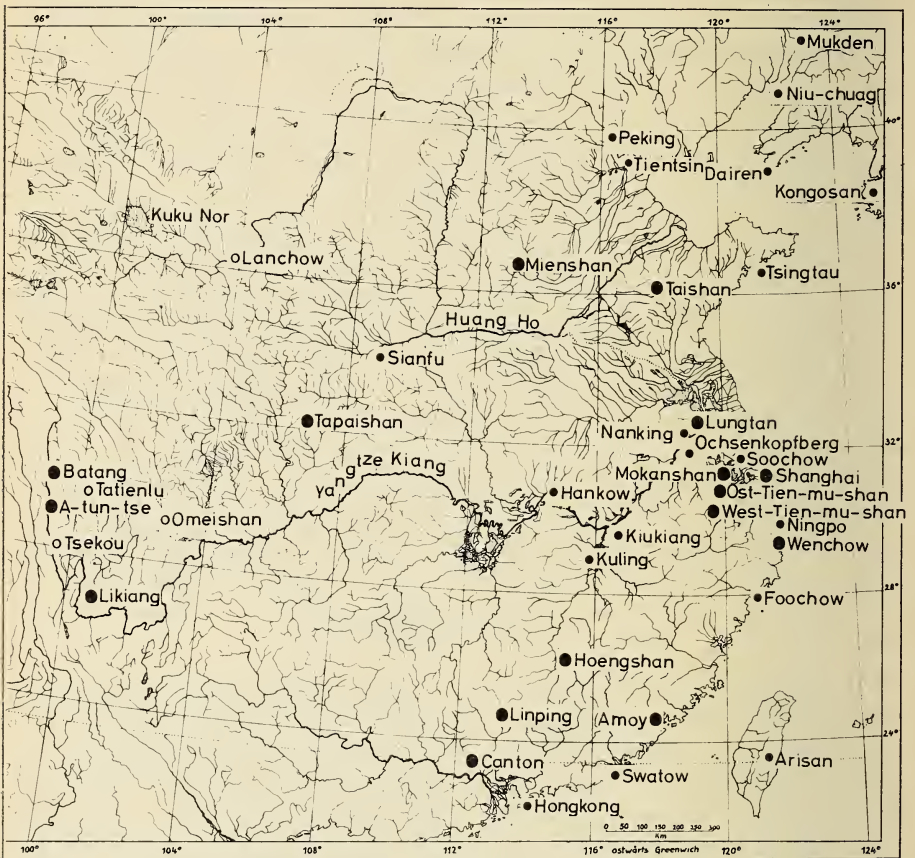 96° 100° 104° 108° 112° 116° 120° 124°
Mukden
Niu-chuag
40°
Peking
Tientsin
Dairen
Kongosan
Kuku Nor
Lanchow
Mienshan
Tsingtau
Taishan
36°
Huang Ho
Sianfu
Tapaishan
Lungtan
Nanking
32°
Ochsenkopfberg
Yangtze Kiang
Soochow
Batang
Mokanshan
Shanghai
Tatienlu
Hankow
Ost-Tien-mu-shan
A-tun-tse
West-Tien-mu-shan
Omeishan
Ningpo
Tsekou
Kiukiang
Wenchow
Kuling
Likiang
28°
Foochow
Hoengshan
Linping
Amoy
24°
Canton
Arisan
Swatow
Hongkong
0 50 100 150 200 250 300
Km
100° 104° 108° 112° 116° ostwärts Greenwich 120° 124°